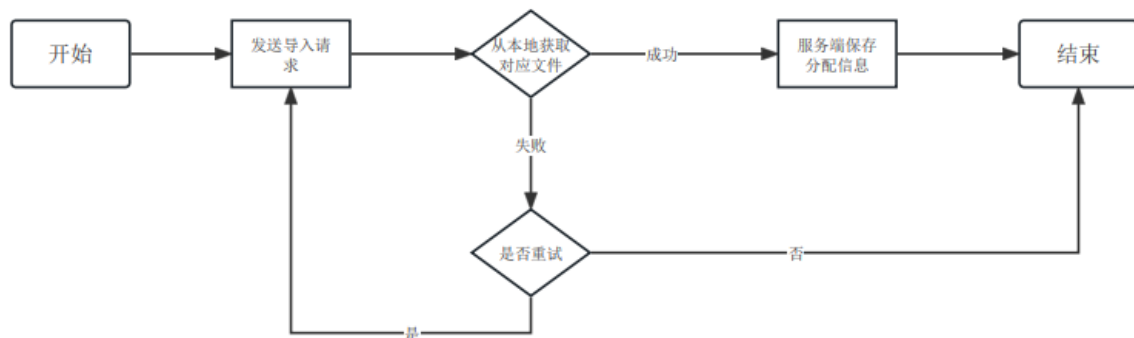 开始
发送导入请
求
从本地获取
对应文件
成功
服务端保存
分配信息
结束
失败
是否重试
否
是